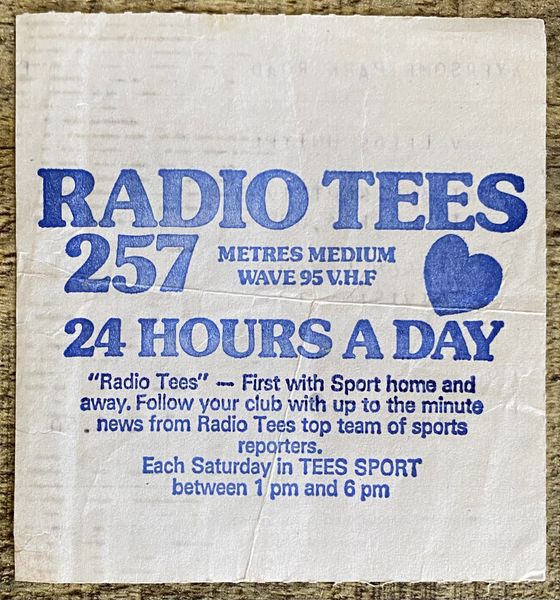 RADIO TEES
257 METRES MEDIUM
WAVE 95 V.H.F
24 HOURS A DAY
"Radio Tees" — First with Sport home and
away. Follow your club with up to the minute
news from Radio Tees top team of sports
reporters.
Each Saturday in TEES SPORT
between 1 pm and 6 pm